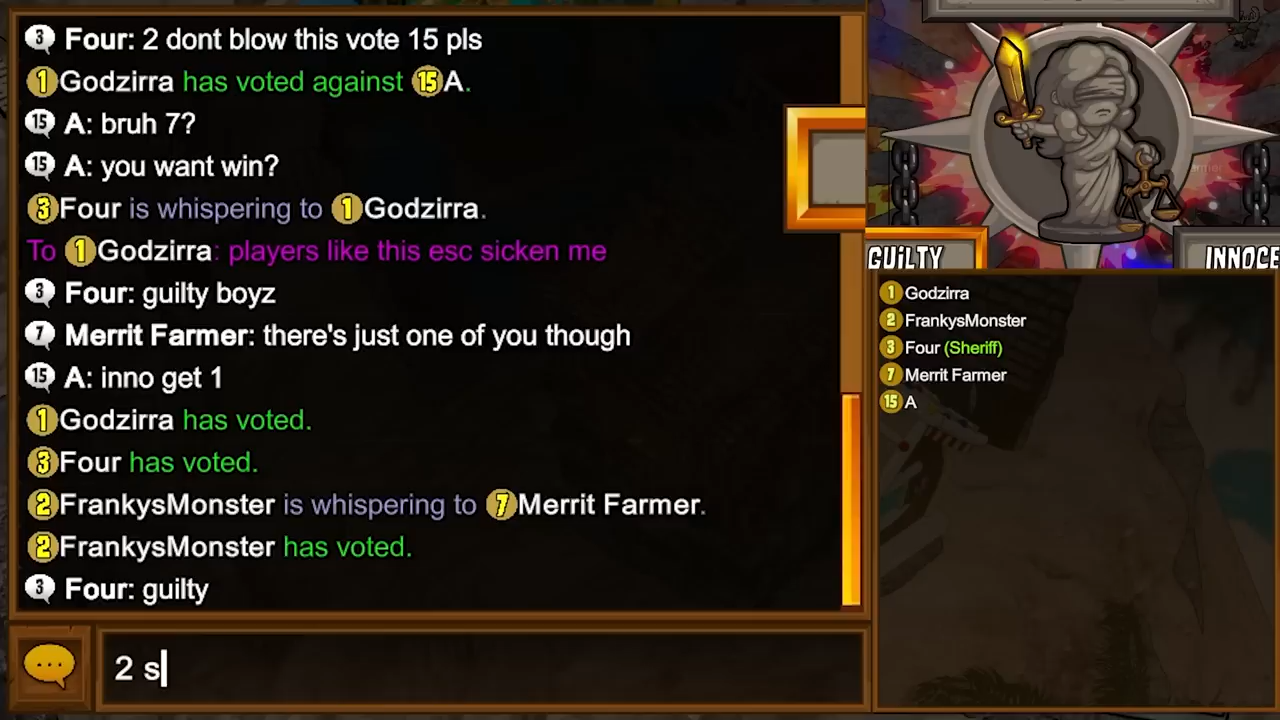 3 Four: 2 dont blow this vote 15 pls
1 Godzirra has voted against 15 A.
15 A: bruh 7?
15 A: you want win?
3 Four is whispering to 1 Godzirra.
To 1 Godzirra: players like this esc sicken me
3 Four: guilty boyz
7 Merrit Farmer: there's just one of you though
15 A: inno get 1
1 Godzirra has voted.
3 Four has voted.
2 FrankysMonster is whispering to 7 Merrit Farmer.
2 FrankysMonster has voted.
3 Four: guilty
2 s
GUILTY
INNOCE
1 Godzirra
2 FrankysMonster
3 Four (Sheriff)
7 Merrit Farmer
15 A